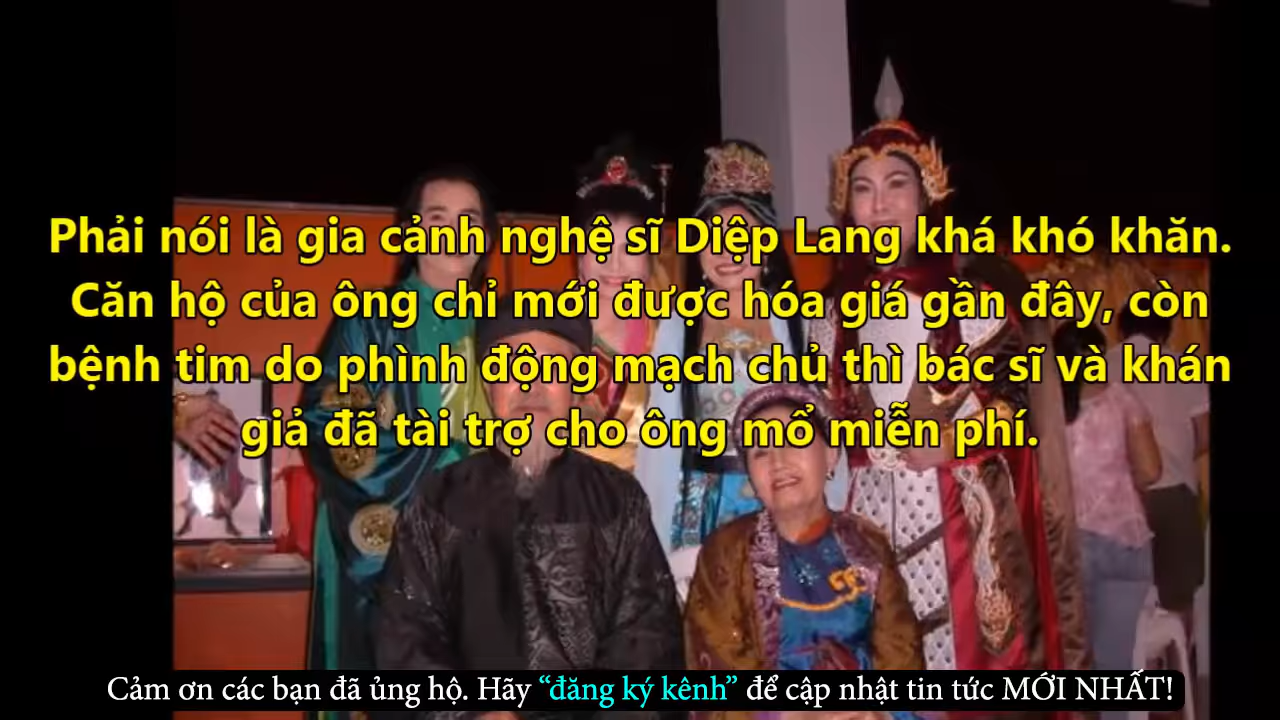 Phải nói là gia cảnh nghệ sĩ Diệp Lang khá khó khăn.
Căn hộ của ông chỉ mới được hóa giá gần đây, còn
bệnh tim do phình động mạch chủ thì bác sĩ và khán
giả đã tài trợ cho ông mổ miễn phí.
Cảm ơn các bạn đã ủng hộ. Hãy “đăng ký kênh” để cập nhật tin tức MỚI NHẤT!